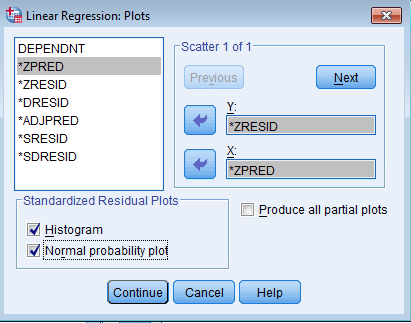 Linear Regression: Plots
DEPENDNT
*ZPRED
*ZRESID
*DRESID
*ADJPRED
*SRESID
*SDRESID
Scatter 1 of 1
Previous
Next
Y:
*ZRESID
X:
*ZPRED
Standardized Residual Plots
Histogram
Normal probability plot
Produce all partial plots
Continue
Cancel
Help